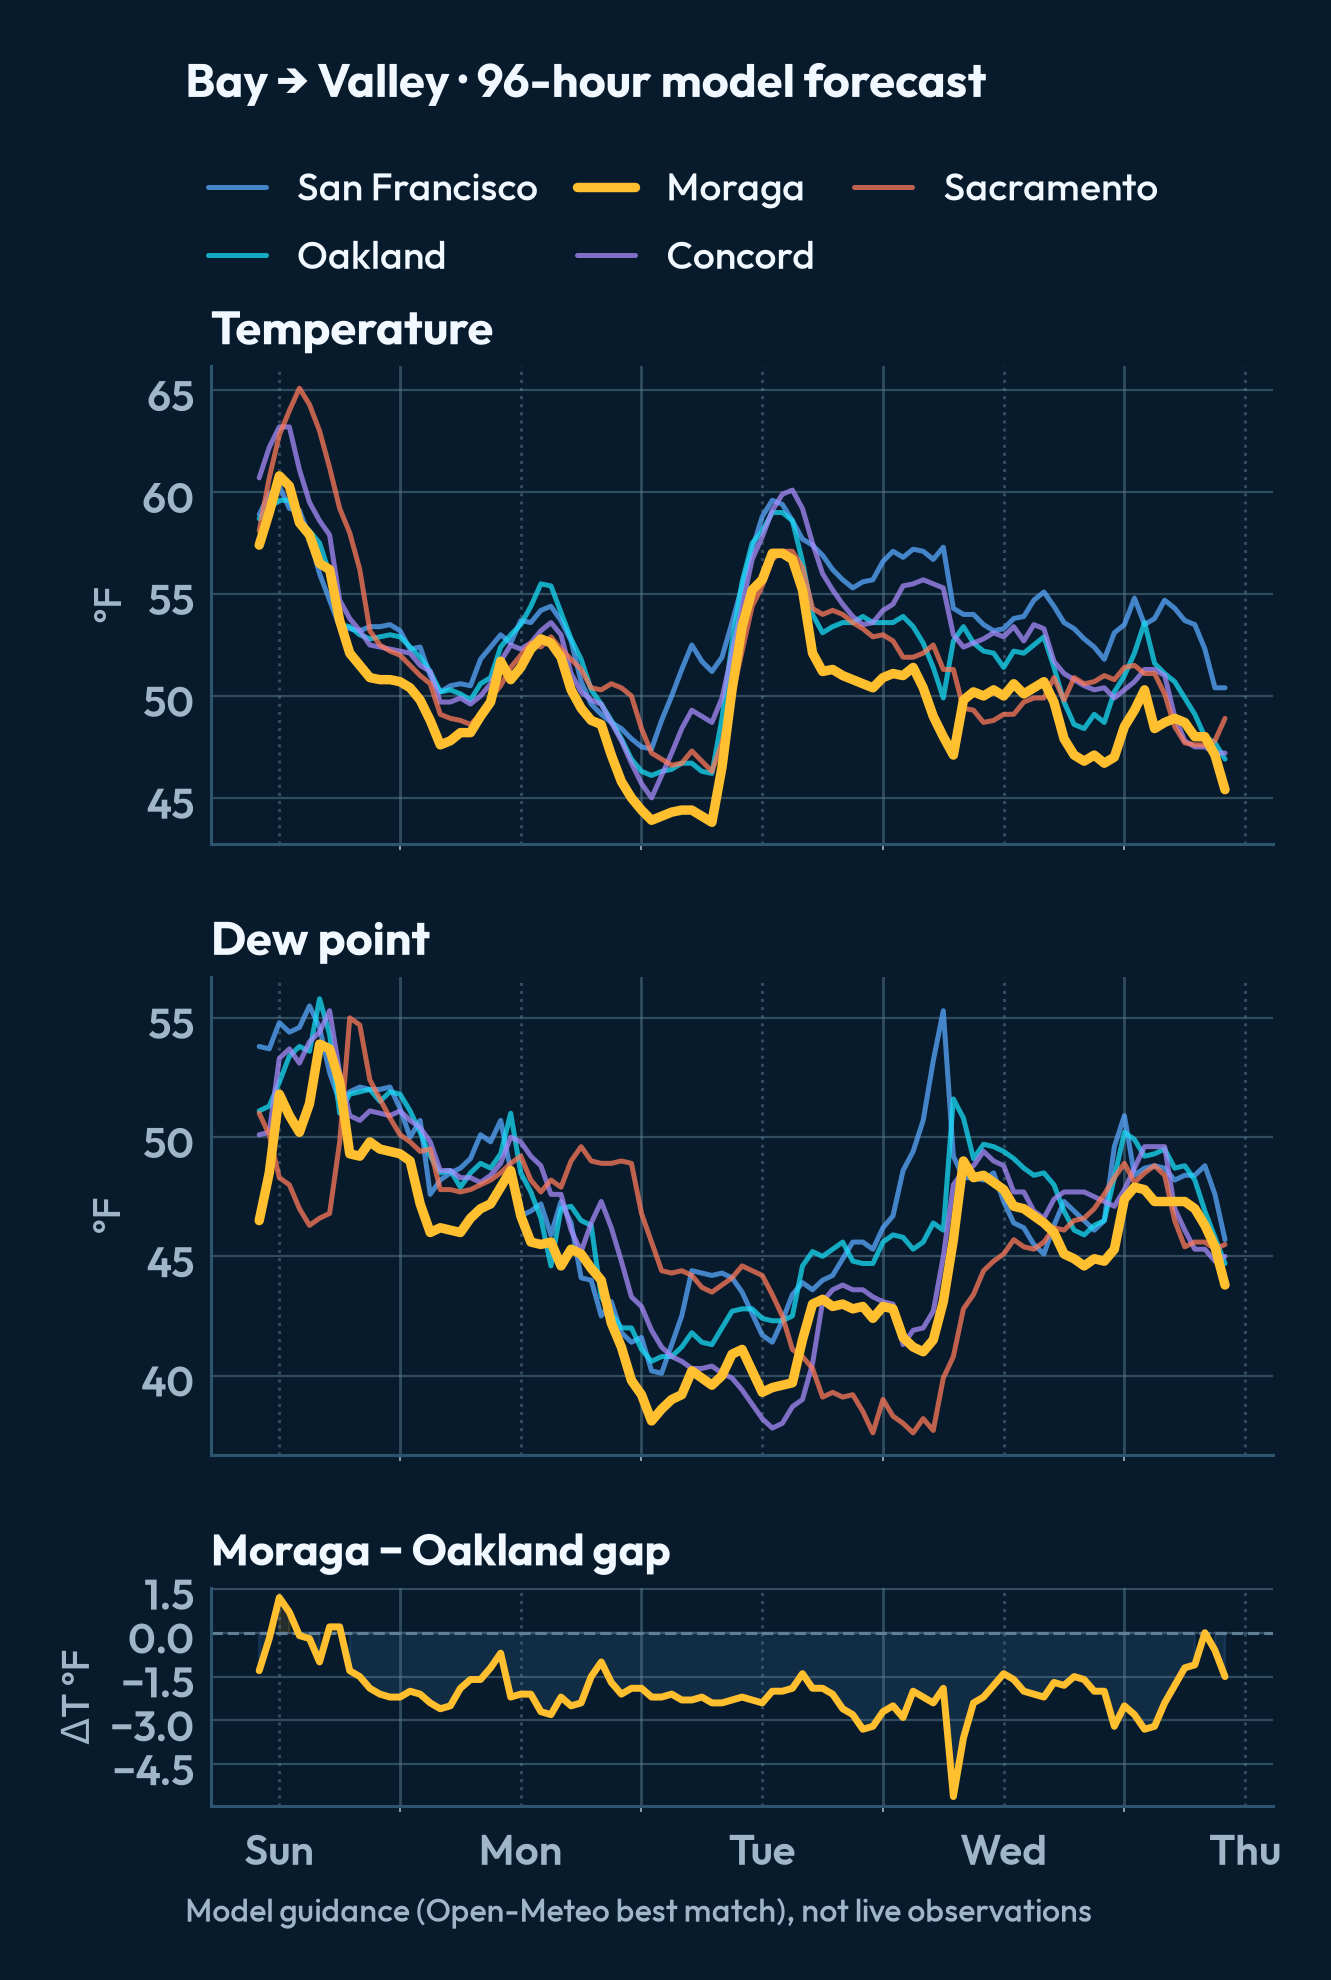 Bay → Valley · 96-hour model forecast
San Francisco Moraga Sacramento
Oakland Concord
Temperature
65
60
55
50
45
°F
Dew point
55
50
45
40
°F
Moraga − Oakland gap
1.5
0.0
−1.5
−3.0
−4.5
ΔT °F
Sun Mon Tue Wed Thu
Model guidance (Open-Meteo best match), not live observations